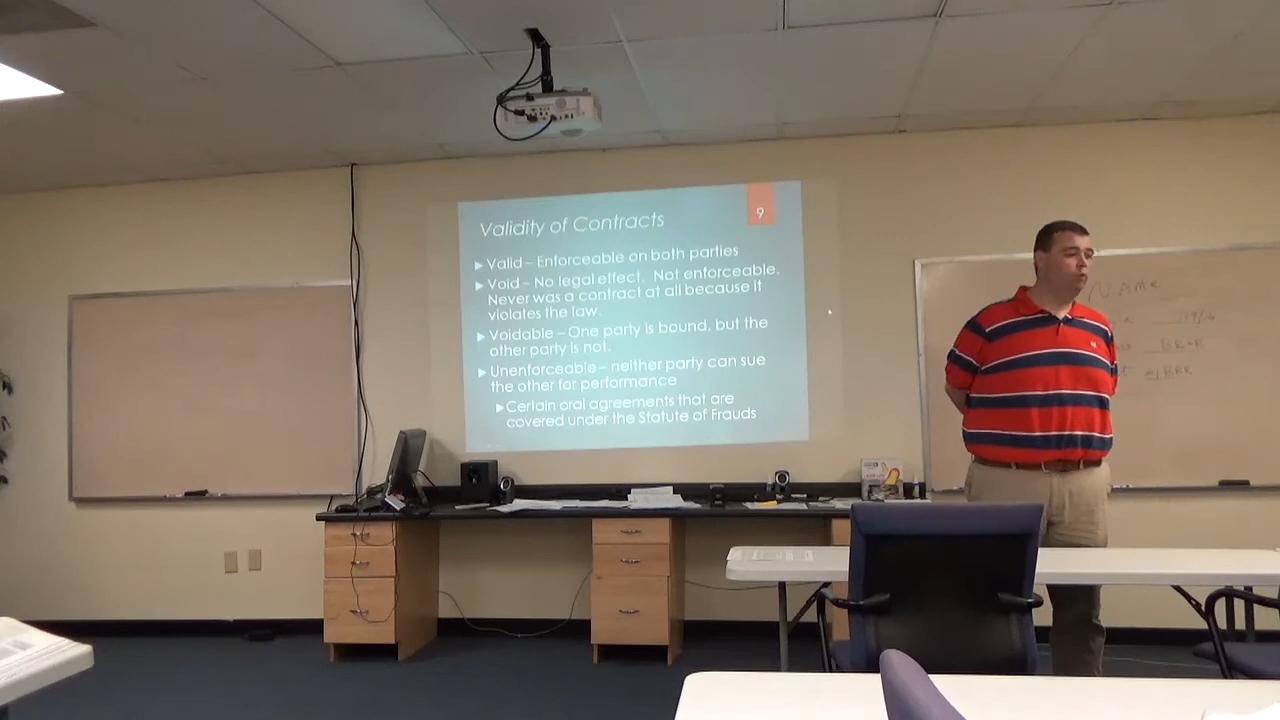 9
Validity of Contracts
Valid – Enforceable on both parties
Void – No legal effect. Not enforceable.
Never was a contract at all because it
violates the law.
Voidable – One party is bound, but the
other party is not.
Unenforceable – neither party can sue
the other for performance
Certain oral agreements that are
covered under the Statute of Frauds
NAME